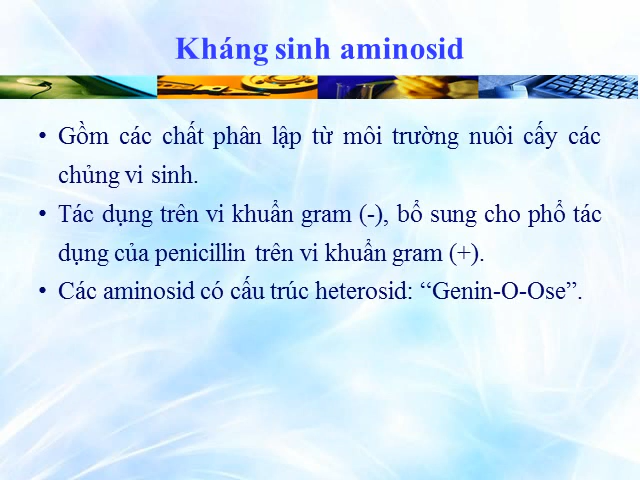 Kháng sinh aminosid
• Gồm các chất phân lập từ môi trường nuôi cấy các
chủng vi sinh.
• Tác dụng trên vi khuẩn gram (-), bổ sung cho phổ tác
dụng của penicillin trên vi khuẩn gram (+).
• Các aminosid có cấu trúc heterosid: “Genin-O-Ose”.